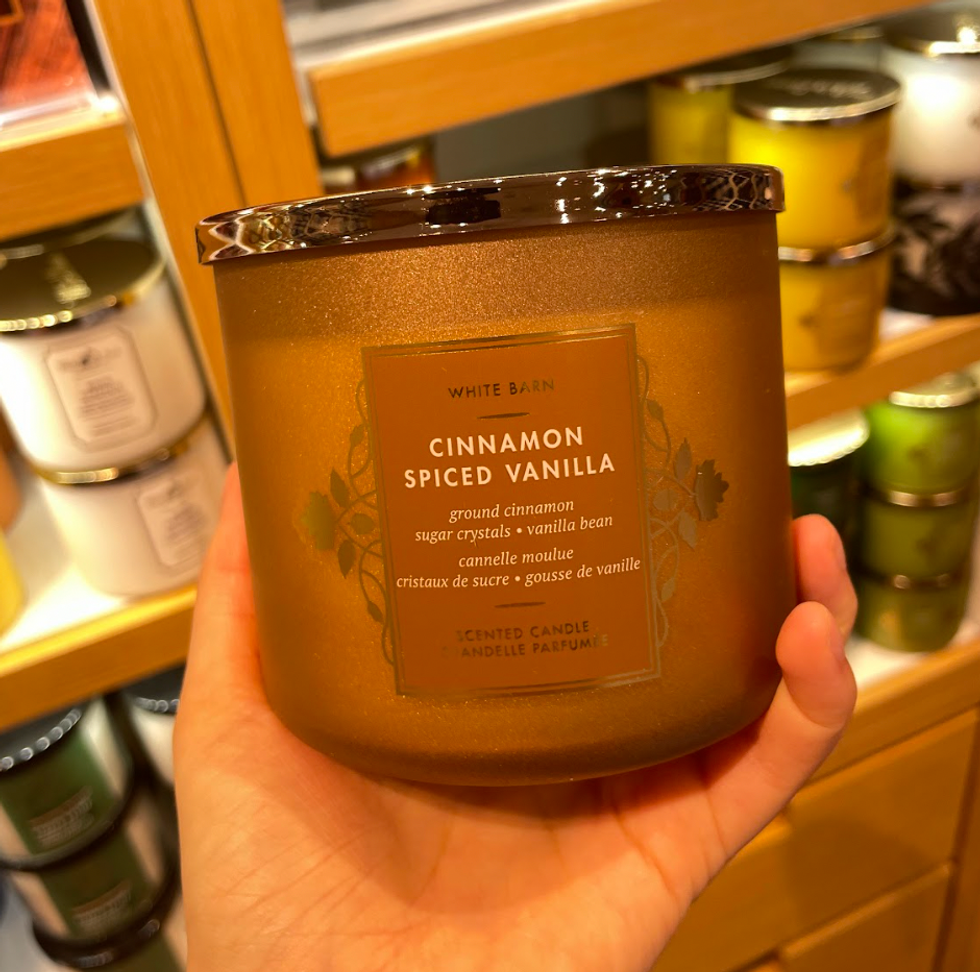 WHITE BARN
CINNAMON
SPICED VANILLA
ground cinnamon
sugar crystals • vanilla bean
cannelle moulue
cristaux de sucre • gousse de vanille
SCENTED CANDLE
CHANDELLE PARFUMÉE